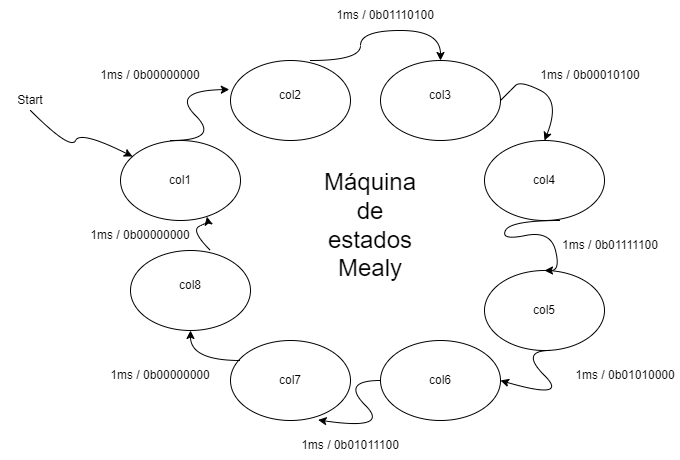 1ms / 0b01110100
1ms / 0b00000000
1ms / 0b00010100
Start
col2
col3
col1
Máquina
de
estados
Mealy
col4
1ms / 0b00000000
1ms / 0b01111100
col8
col5
1ms / 0b00000000
col7
col6
1ms / 0b01010000
1ms / 0b01011100